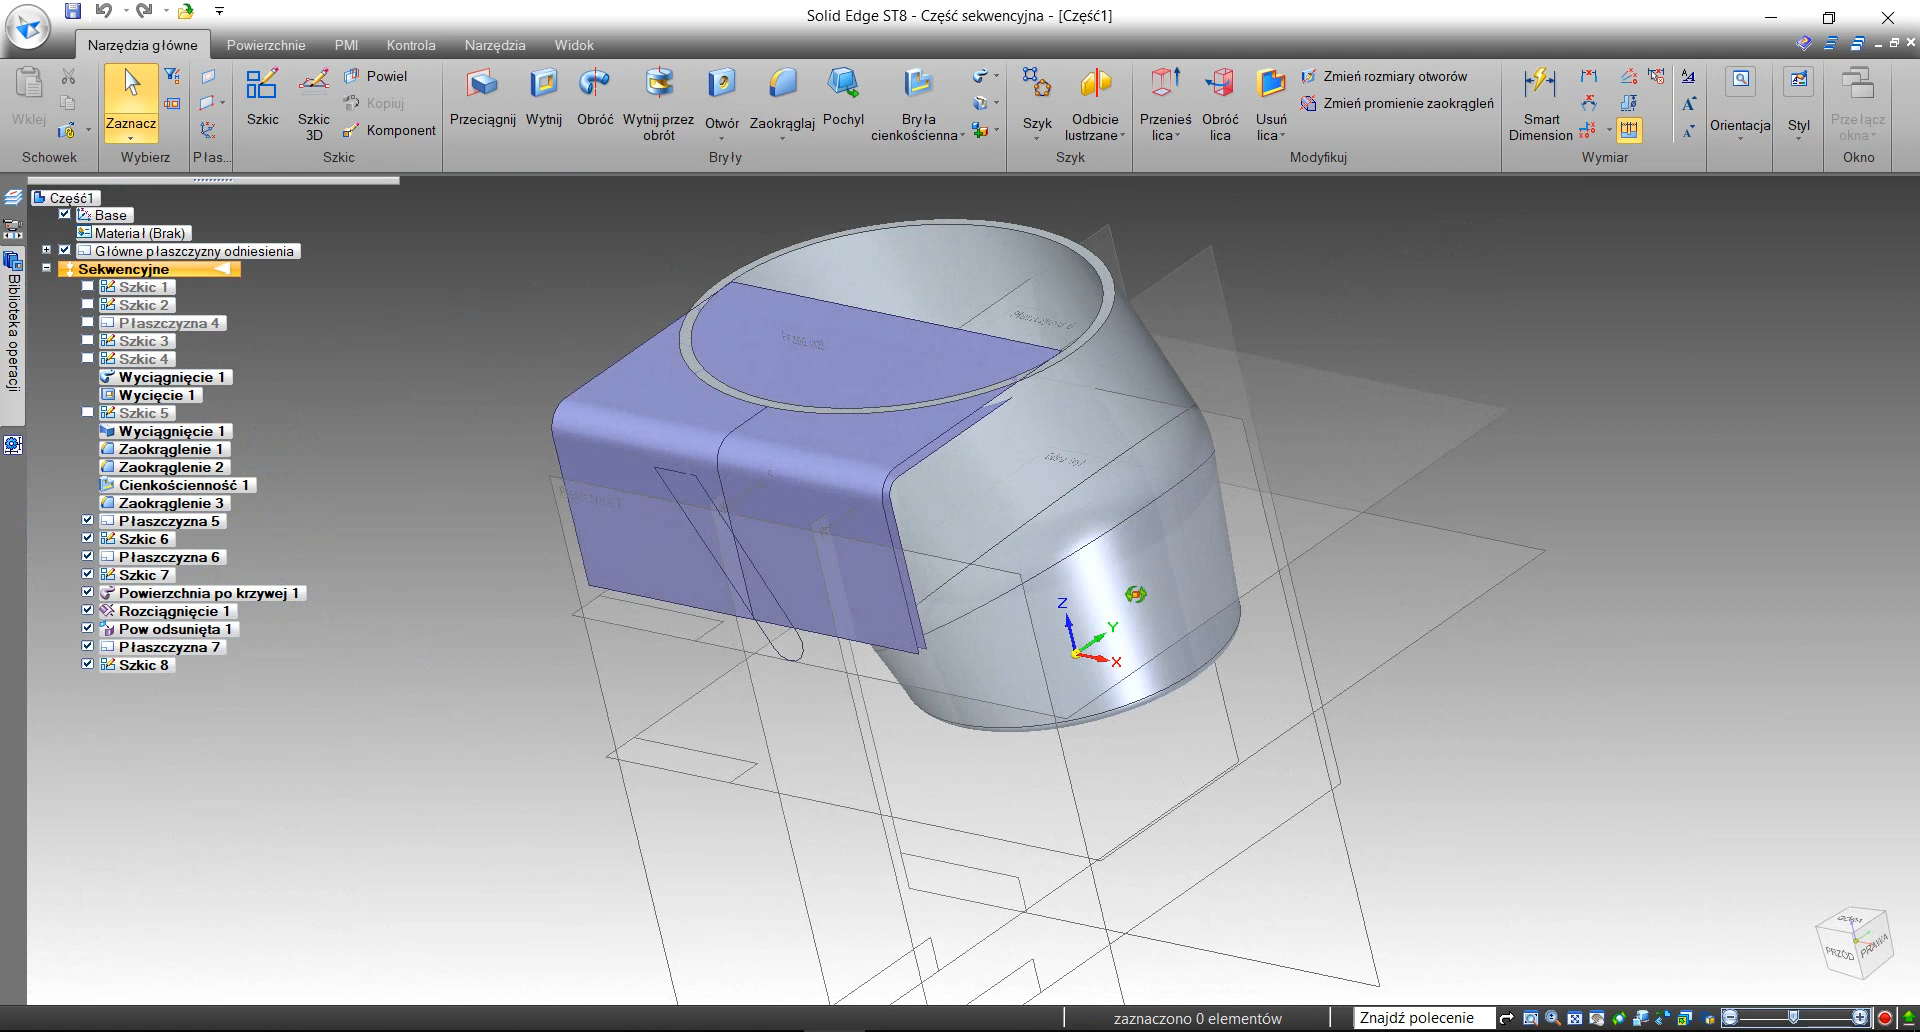 Solid Edge ST8 - Część sekwencyjna - [Część1]
Narzędzia główne
Powierzchnie
PMI
Kontrola
Narzędzia
Widok
Wklej
Schowek
Zaznacz
Wybierz
Płas...
Szkic
Szkic 3D
Powiel
Kopiuj
Komponent
Szkic
Przeciągnij
Wytnij
Obróć
Wytnij przez obrót
Otwór
Zaokrąglaj
Pochyl
Bryła cienkościenna
Bryły
Szyk
Odbicie lustrzane
Szyk
Przenieś lica
Obróć lica
Usuń lica
Zmień rozmiary otworów
Zmień promienie zaokrągleń
Modyfikuj
Smart Dimension
Wymiar
Orientacja
Styl
Przełącz okna
Okno
Biblioteka operacji
Część1
Base
Materiał (Brak)
Główne płaszczyzny odniesienia
Sekwencyjne
Szkic 1
Szkic 2
Płaszczyzna 4
Szkic 3
Szkic 4
Wyciągnięcie 1
Wycięcie 1
Szkic 5
Wyciągnięcie 1
Zaokrąglenie 1
Zaokrąglenie 2
Cienkościenność 1
Zaokrąglenie 3
Płaszczyzna 5
Szkic 6
Płaszczyzna 6
Szkic 7
Powierzchnia po krzywej 1
Rozciągnięcie 1
Pow odsunięta 1
Płaszczyzna 7
Szkic 8
Z
Y
X
PRZÓD
PRAWA
zaznaczono 0 elementów
Znajdź polecenie